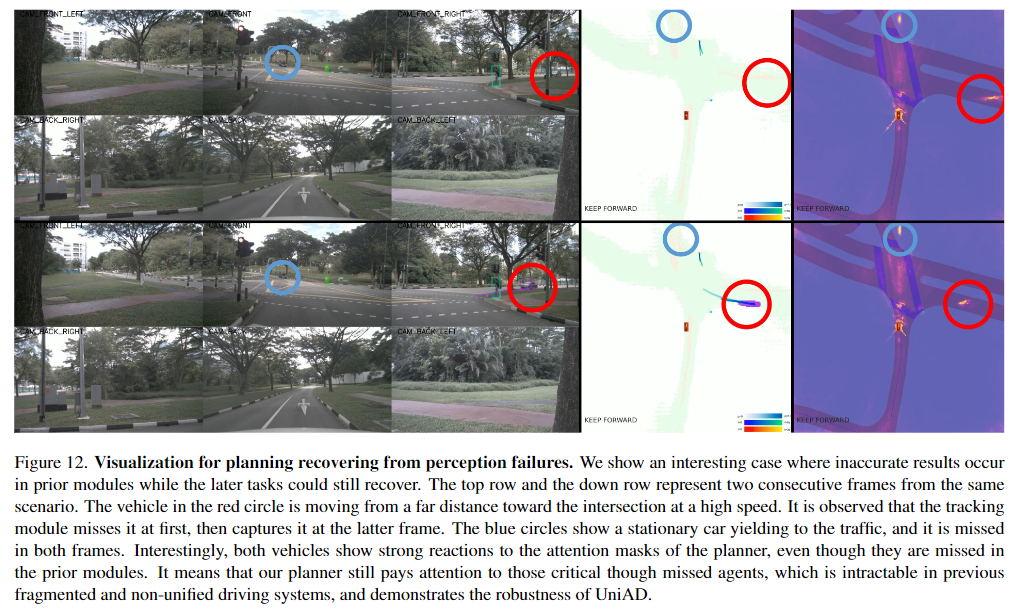 CAM_FRONT_LEFT
CAM_FRONT
CAM_FRONT_RIGHT
CAM_BACK_RIGHT
CAM_BACK
CAM_BACK_LEFT
KEEP FORWARD
KEEP FORWARD
CAM_FRONT_LEFT
CAM_FRONT
CAM_FRONT_RIGHT
CAM_BACK_RIGHT
CAM_BACK
CAM_BACK_LEFT
KEEP FORWARD
KEEP FORWARD
Figure 12. Visualization for planning recovering from perception failures. We show an interesting case where inaccurate results occur
in prior modules while the later tasks could still recover. The top row and the down row represent two consecutive frames from the same
scenario. The vehicle in the red circle is moving from a far distance toward the intersection at a high speed. It is observed that the tracking
module misses it at first, then captures it at the latter frame. The blue circles show a stationary car yielding to the traffic, and it is missed
in both frames. Interestingly, both vehicles show strong reactions to the attention masks of the planner, even though they are missed in
the prior modules. It means that our planner still pays attention to those critical though missed agents, which is intractable in previous
fragmented and non-unified driving systems, and demonstrates the robustness of UniAD.